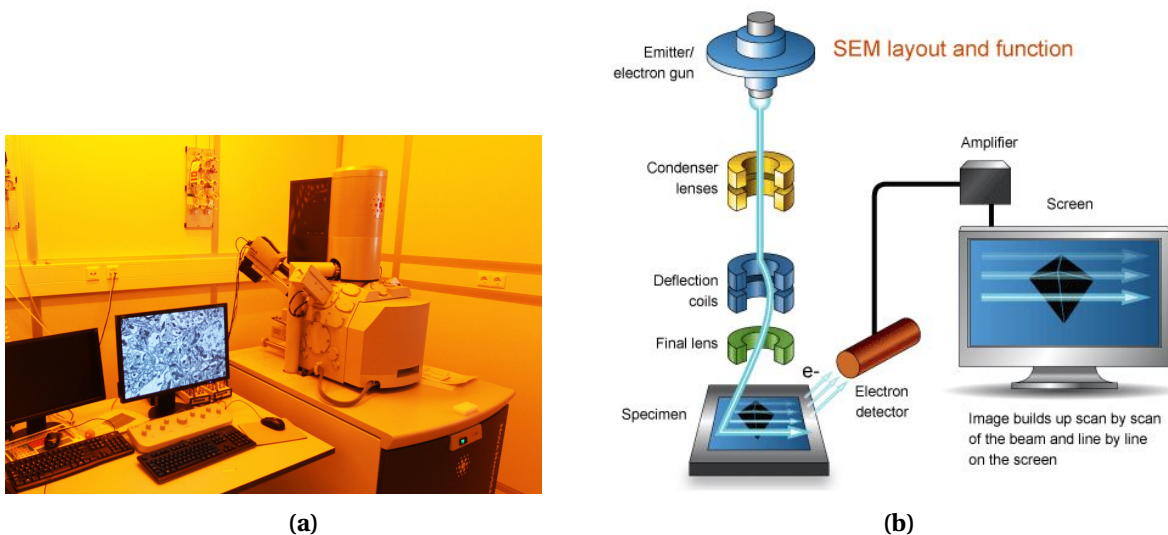 Emitter/
electron gun
SEM layout and function
Condenser
lenses
Amplifier
Screen
Deflection
coils
Final lens
e-
Electron
detector
Specimen
Image builds up scan by scan
of the beam and line by line
on the screen
(a)
(b)